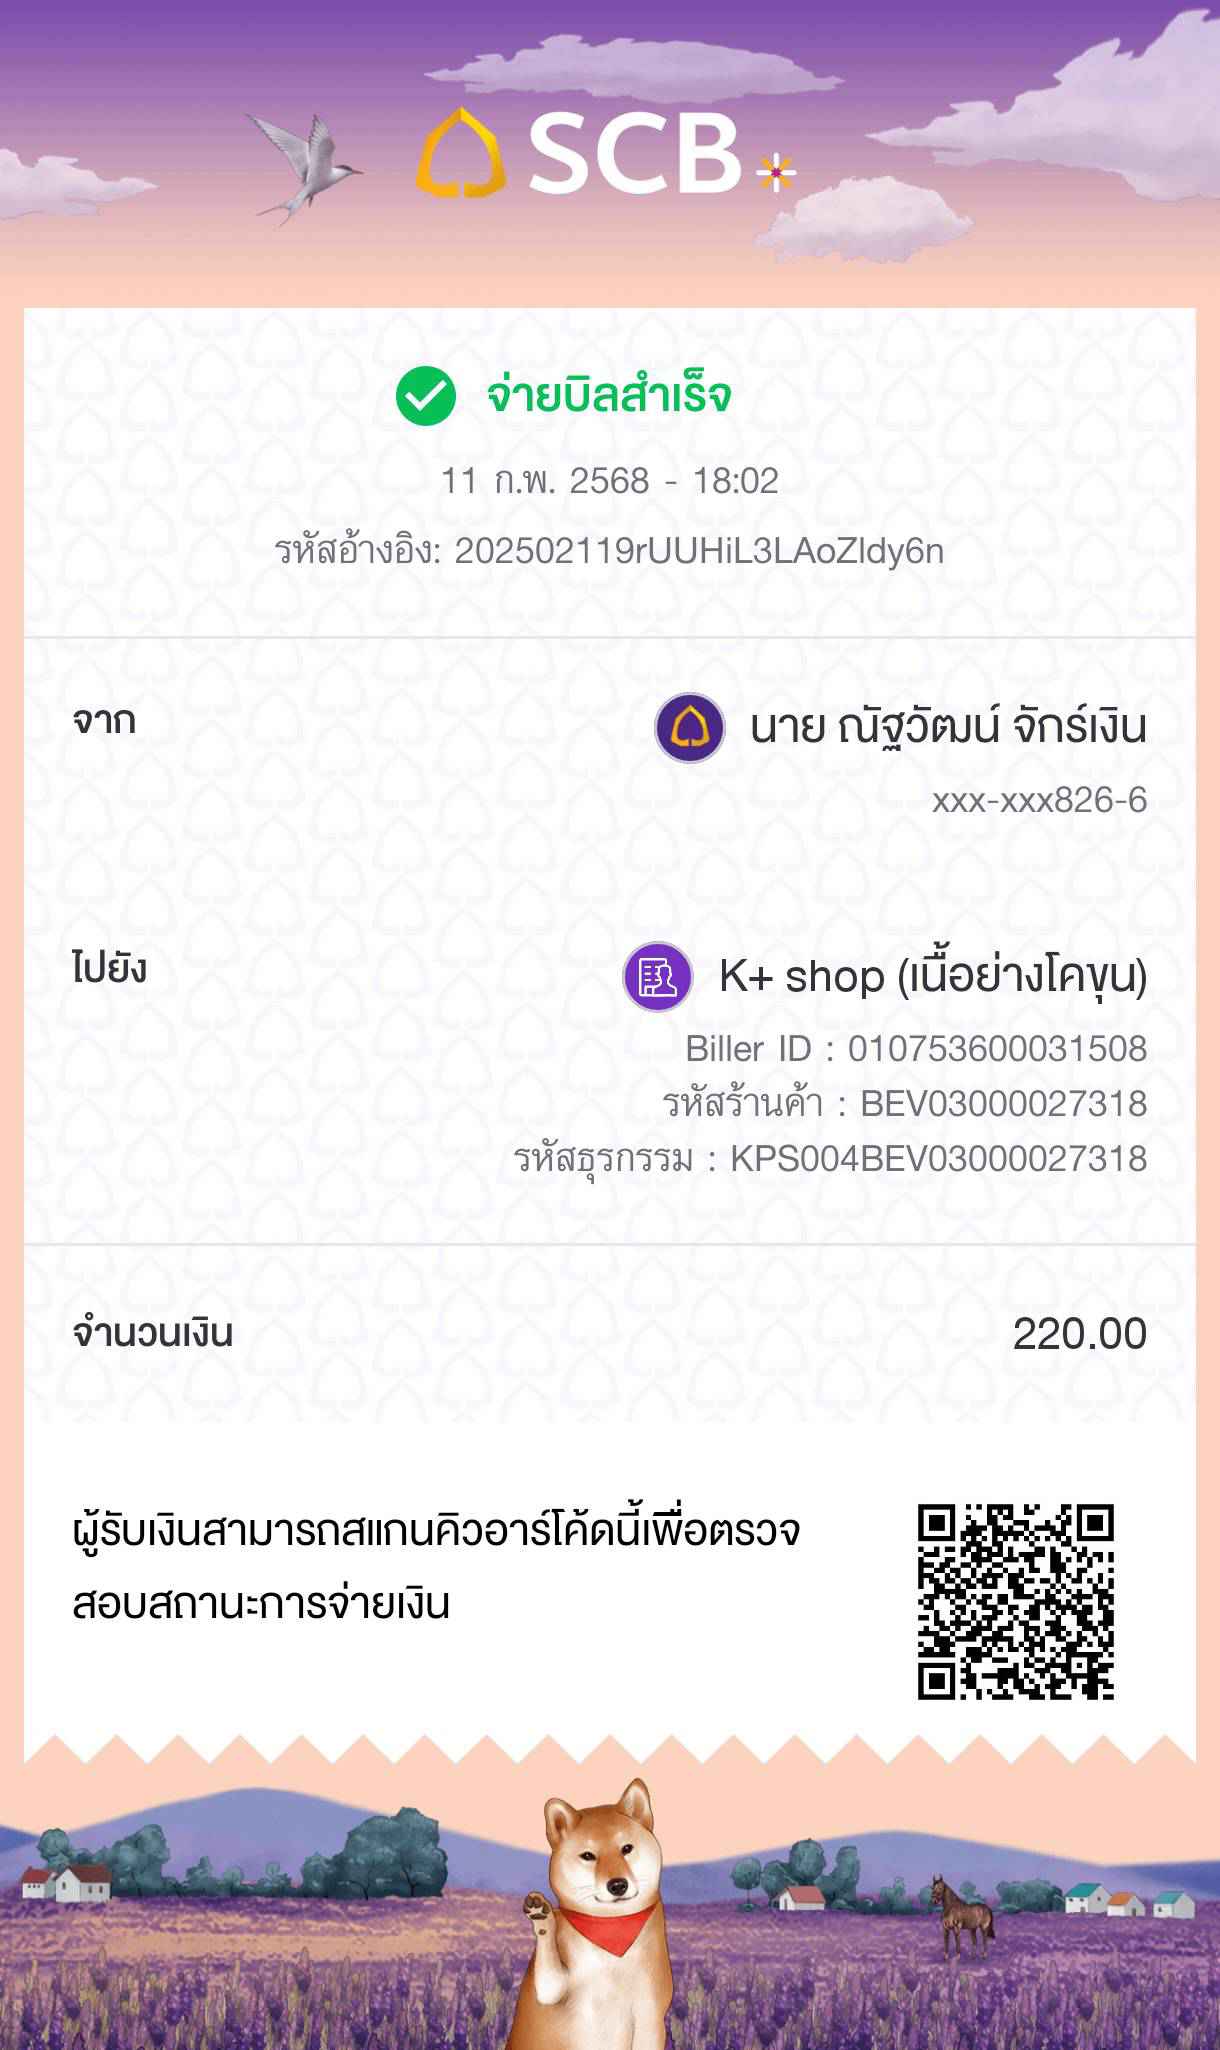 SCB
จ่ายบิลสำเร็จ
11 ก.พ. 2568 - 18:02
รหัสอ้างอิง: 202502119rUUHiL3LAoZldy6n
จาก
นาย ณัฐวัฒน์ จักร์เงิน
xxx-xxx826-6
ไปยัง
K+ shop (เนื้อย่างโคขุน)
Biller ID : 010753600031508
รหัสร้านค้า : BEV03000027318
รหัสธุรกรรม : KPS004BEV03000027318
จำนวนเงิน
220.00
ผู้รับเงินสามารถสแกนคิวอาร์โค้ดนี้เพื่อตรวจ
สอบสถานะการจ่ายเงิน